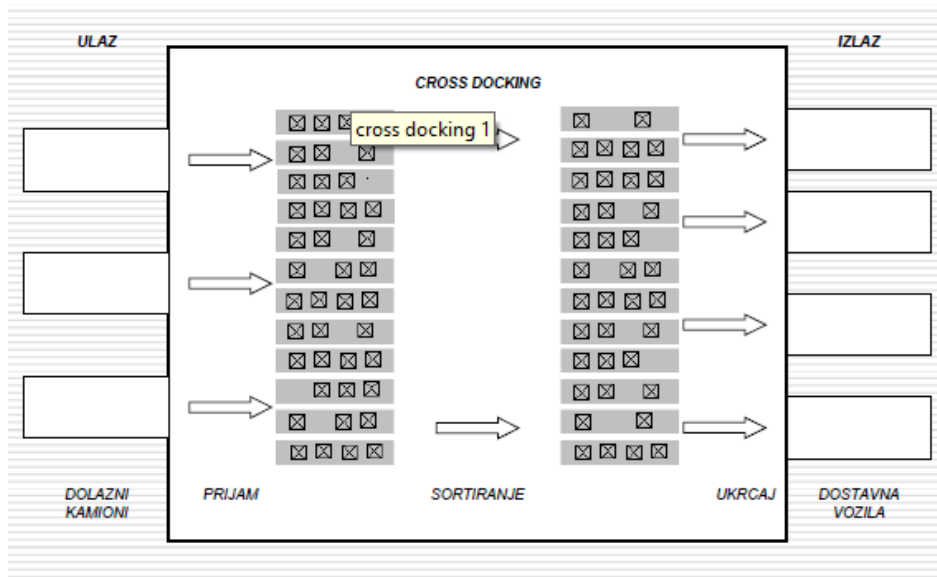 ULAZ
IZLAZ
CROSS DOCKING
cross docking 1
DOLAZNI
KAMIONI
PRIJAM
SORTIRANJE
UKRCAJ
DOSTAVNA
VOZILA